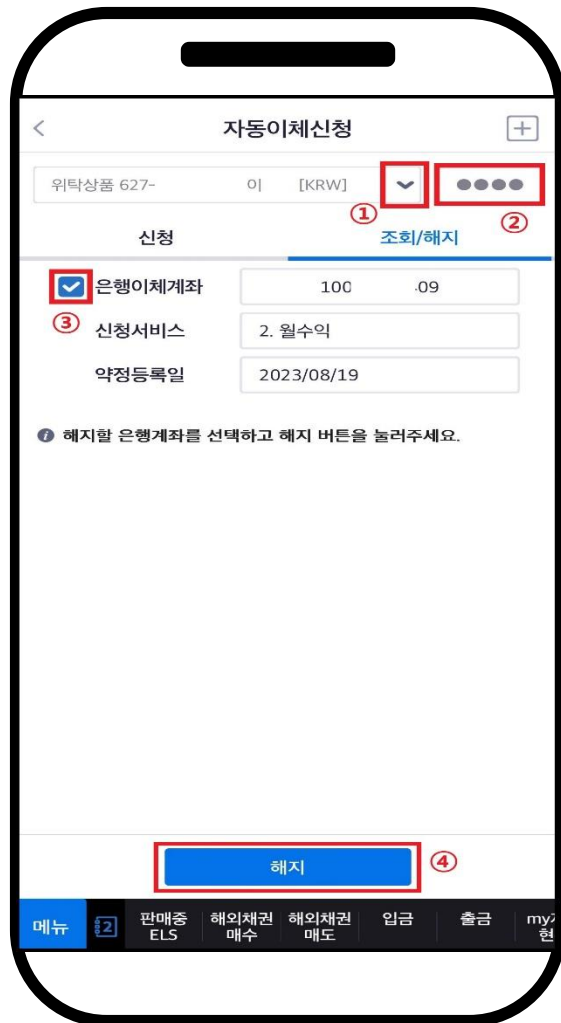 자동이체신청
위탁상품 627- 이 [KRW]
① ②
신청 조회/해지
은행이체계좌 100 -09
③ 신청서비스 2. 월수익
약정등록일 2023/08/19
해지할 은행계좌를 선택하고 해지 버튼을 눌러주세요.
해지 ④
메뉴 2 판매중 해외채권 해외채권 입금 출금
ELS 매수 매도